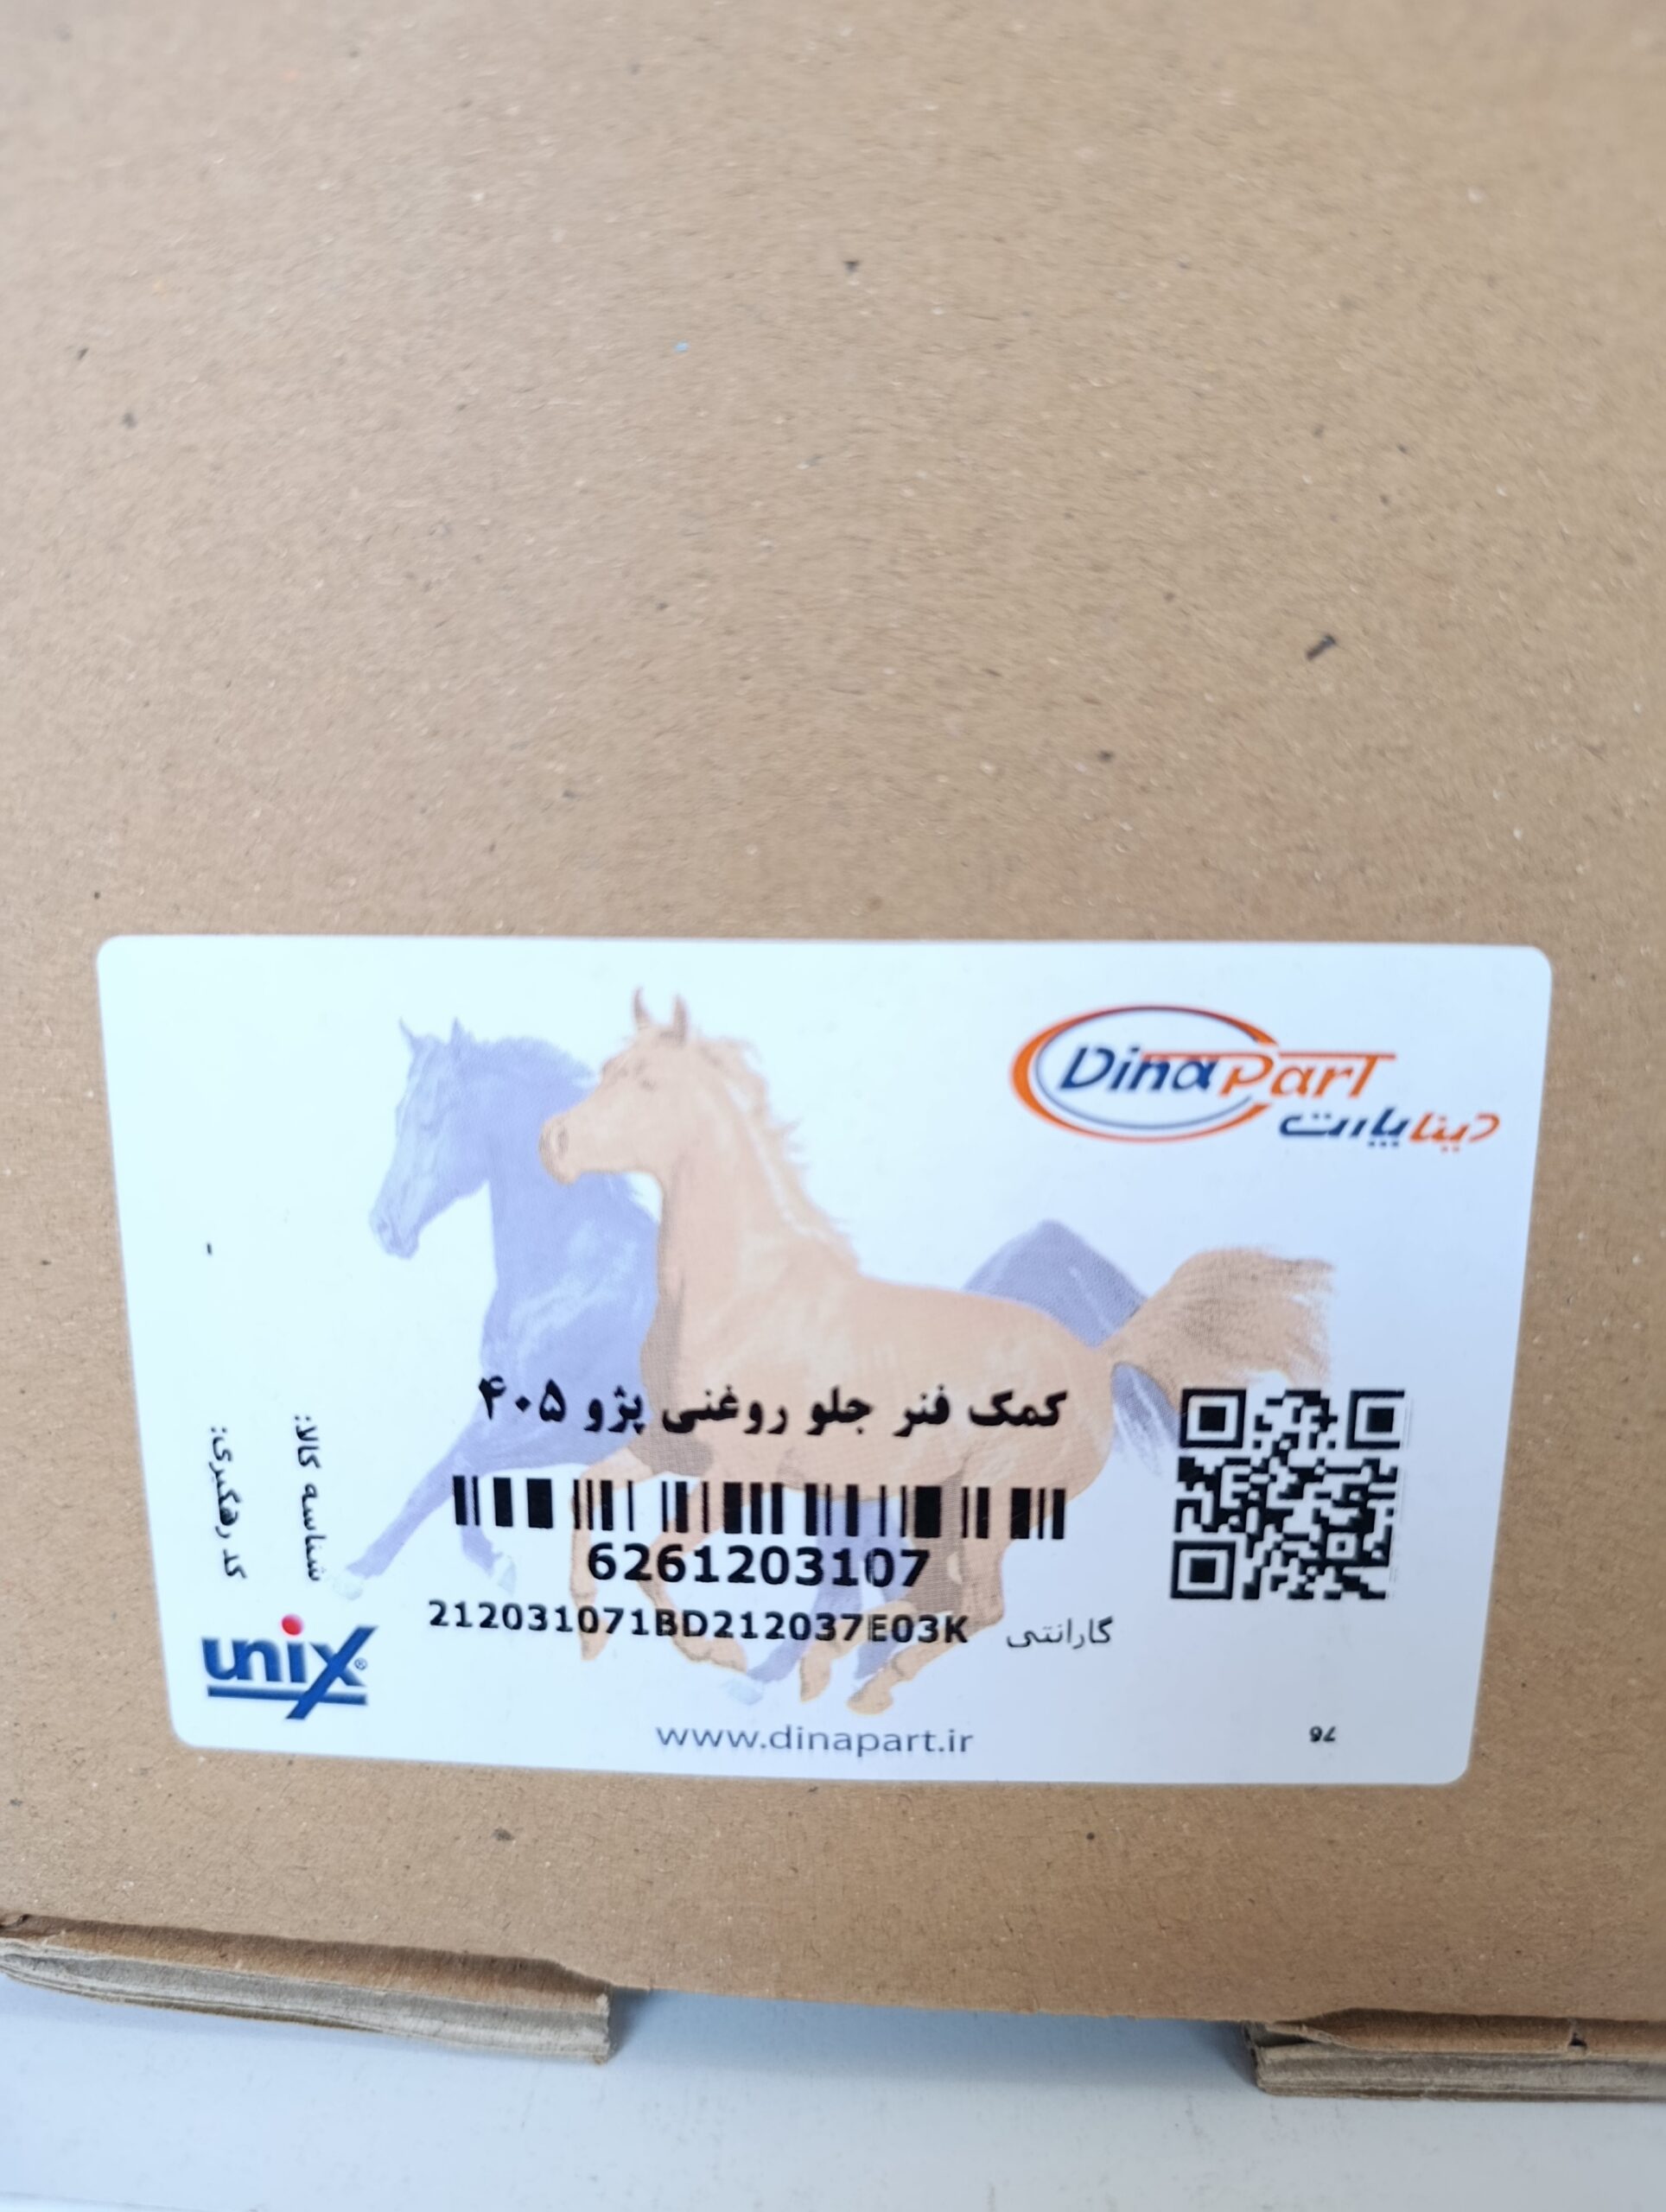 DinaPart
دیناپارت
کمک فنر جلو روغنی پژو ۴۰۵
6261203107
گارانتی 212031071BD212037E03K
شناسه کالا:
کد رهگیری: -
unix®
www.dinapart.ir
76